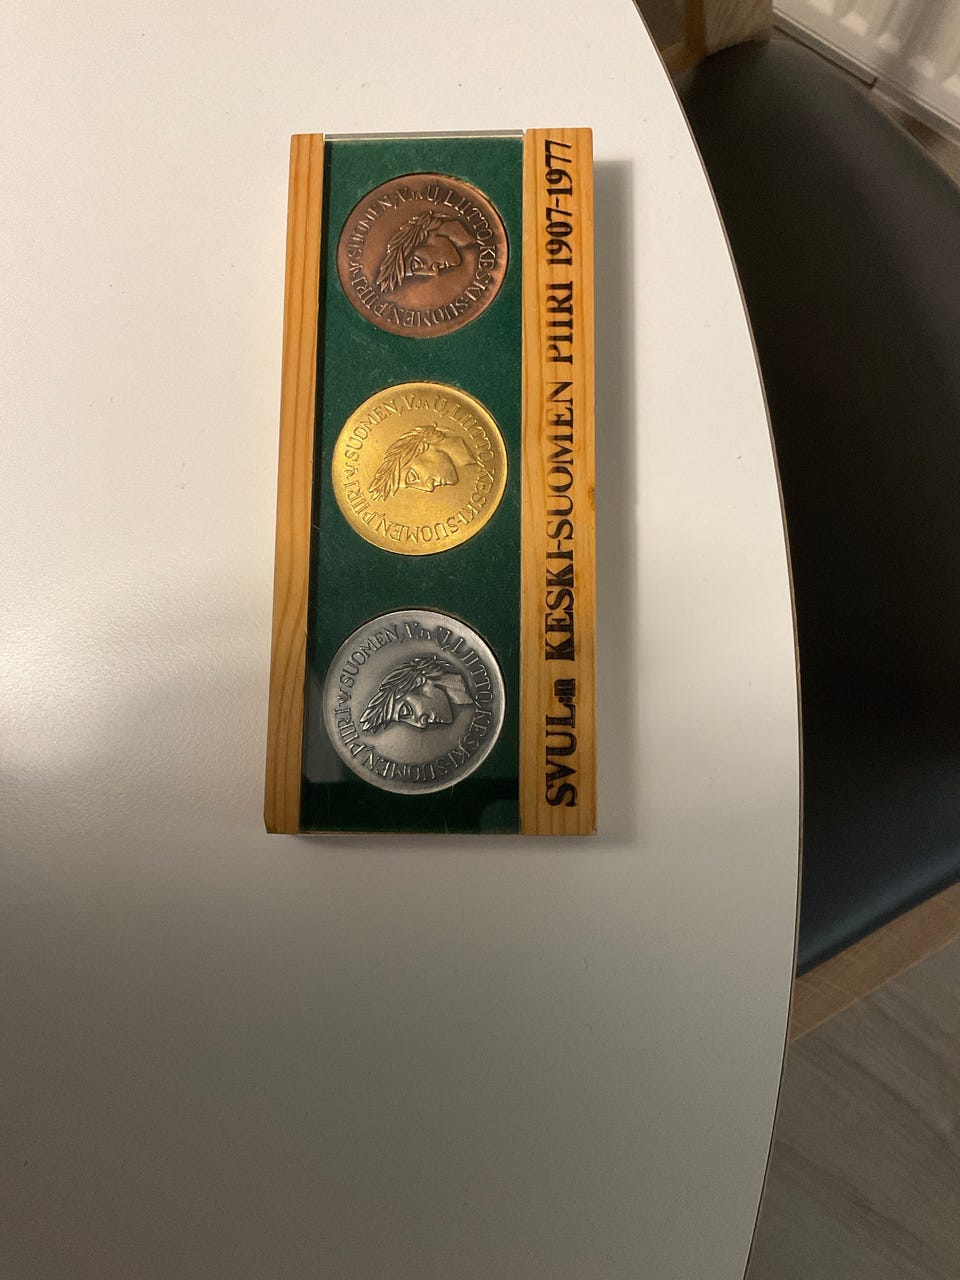 SUOMEN, V JA U, LIITTO, KESKI-SUOMEN, PIIRI
SUOMEN, V JA U, LIITTO, KESKI-SUOMEN, PIIRI
SUOMEN, V JA U, LIITTO, KESKI-SUOMEN, PIIRI
SVUL:n KESKI-SUOMEN PIIRI 1907-1977